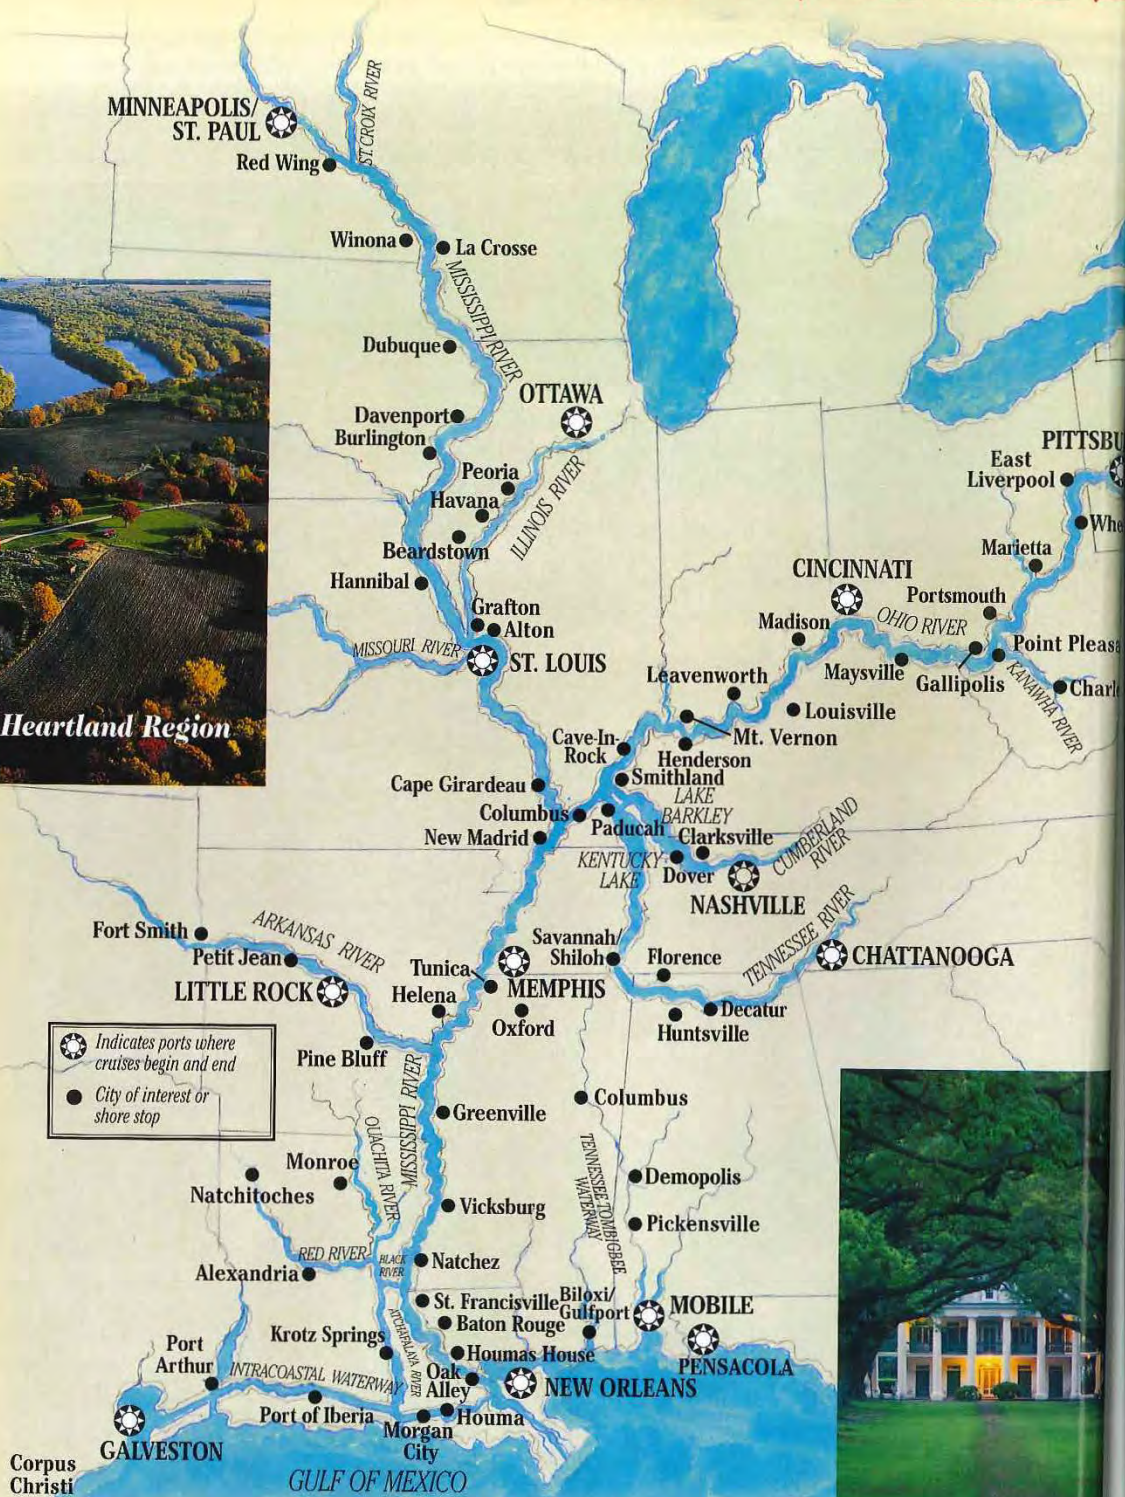 MINNEAPOLIS/
ST. PAUL
ST. CROIX RIVER
Red Wing
Winona
La Crosse
MISSISSIPPI RIVER
Dubuque
OTTAWA
Davenport
Burlington
PITTSBU
East
Liverpool
Peoria
Havana
ILLINOIS RIVER
Whe
Beardstown
Marietta
Hannibal
CINCINNATI
Portsmouth
Grafton
Alton
Madison
OHIO RIVER
MISSOURI RIVER
ST. LOUIS
Point Pleasa
Leavenworth
Maysville
Gallipolis
KANAWHA RIVER
Charl
Louisville
Heartland Region
Cave-In-
Rock
Mt. Vernon
Henderson
Smithland
Cape Girardeau
LAKE
BARKLEY
Columbus
Paducah
New Madrid
Clarksville
CUMBERLAND
RIVER
KENTUCKY
LAKE
Dover
NASHVILLE
Fort Smith
ARKANSAS RIVER
Savannah/
Shiloh
Florence
TENNESSEE RIVER
CHATTANOOGA
Petit Jean
Tunica
LITTLE ROCK
Helena
MEMPHIS
Oxford
Decatur
Huntsville
Indicates ports where
cruises begin and end
City of interest or
shore stop
Pine Bluff
MISSISSIPPI RIVER
Columbus
Greenville
OUACHITA RIVER
TENNESSEE-TOMBIGBEE
WATERWAY
Monroe
Natchitoches
Demopolis
Vicksburg
Pickensville
RED RIVER
BLACK
RIVER
Natchez
Alexandria
St. Francisville
Biloxi/
Gulfport
MOBILE
Baton Rouge
ATCHAFALAYA RIVER
Krotz Springs
Port
Arthur
Houmas House
PENSACOLA
INTRACOASTAL WATERWAY
Oak
Alley
NEW ORLEANS
Port of Iberia
Houma
Morgan
City
GALVESTON
Corpus
Christi
GULF OF MEXICO